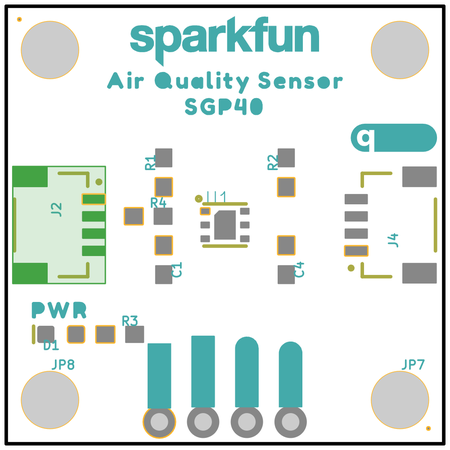 sparkfun
Air Quality Sensor
SGP40
q
R1
R2
R4
U1
J2
J4
C1
C4
PWR
R3
D1
JP8
JP7